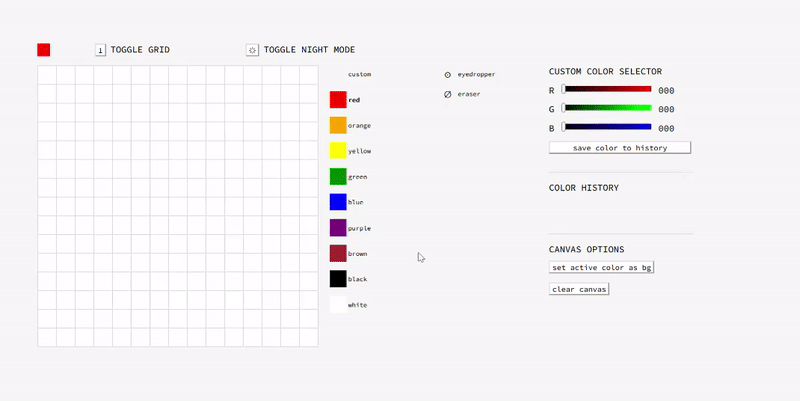 1 TOGGLE GRID
TOGGLE NIGHT MODE
custom
red
orange
yellow
green
blue
purple
brown
black
white
eyedropper
eraser
CUSTOM COLOR SELECTOR
R 000
G 000
B 000
save color to history
COLOR HISTORY
CANVAS OPTIONS
set active color as bg
clear canvas